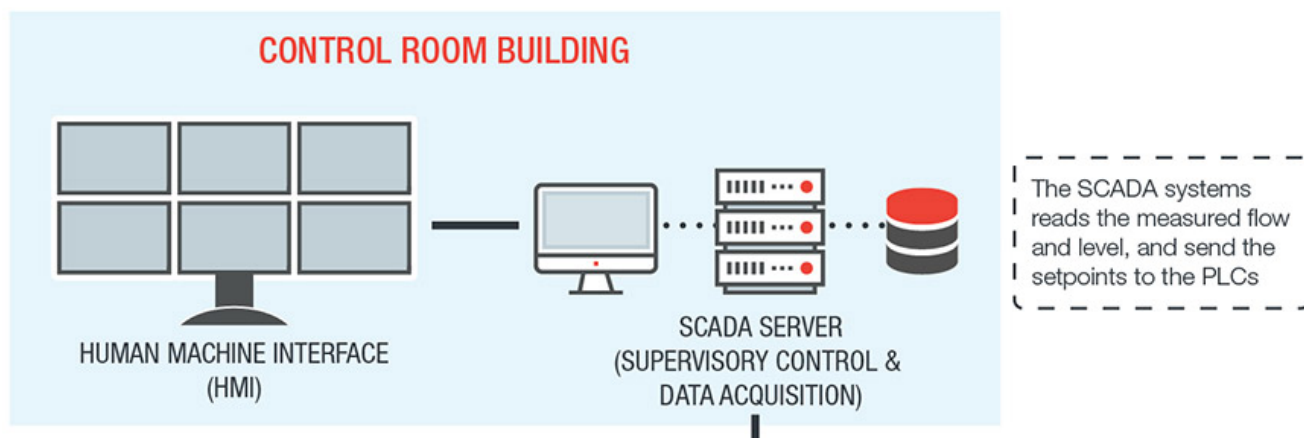 CONTROL ROOM BUILDING
HUMAN MACHINE INTERFACE
(HMI)
SCADA SERVER
(SUPERVISORY CONTROL &
DATA ACQUISITION)
The SCADA systems
reads the measured flow
and level, and send the
setpoints to the PLCs